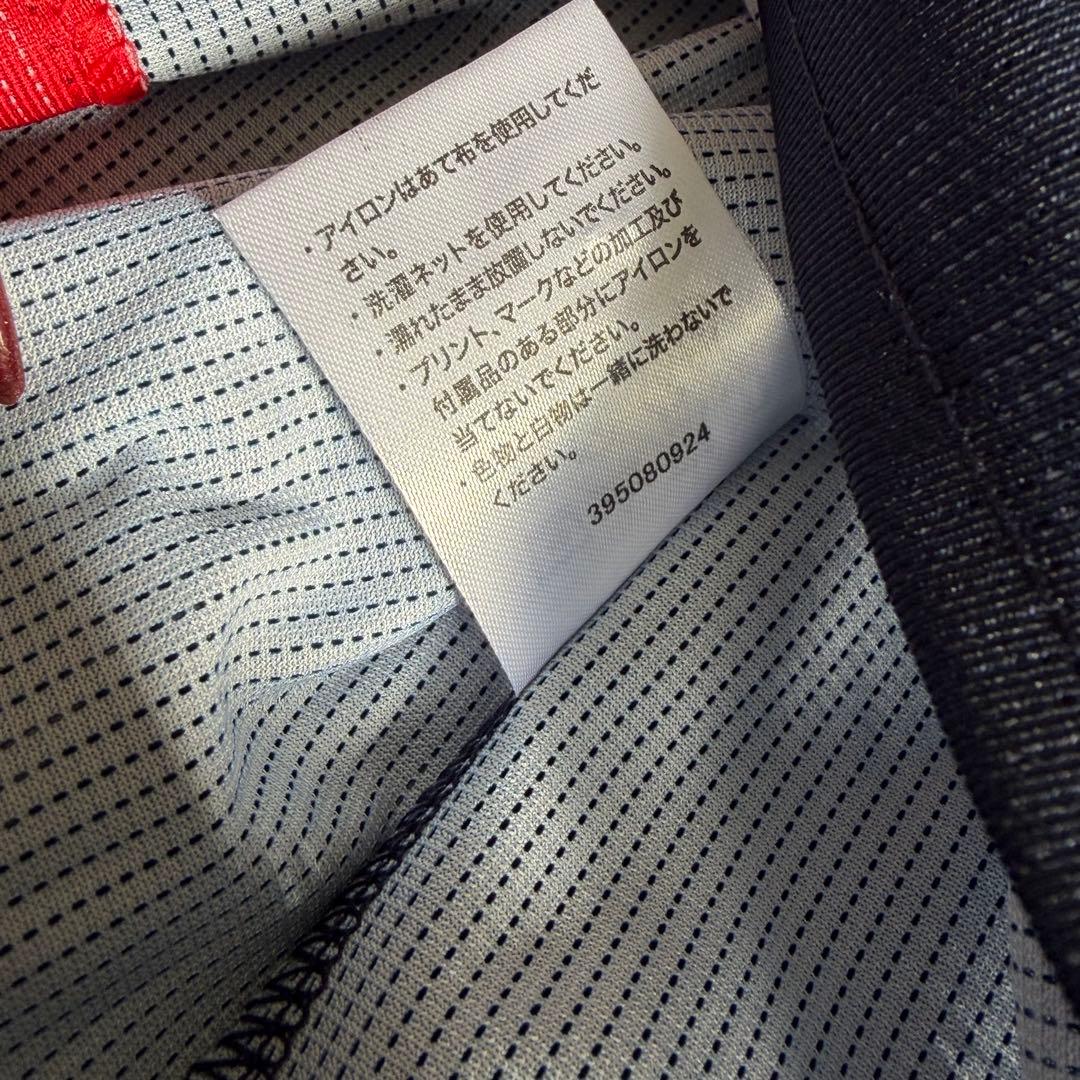 ・アイロンはあて布を使用してくだ
さい。
・洗濯ネットを使用してください。
・濡れたまま放置しないでください。
・プリント、マークなどの加工及び
付属品のある部分にアイロンを
当てないでください。
・色物と白物は一緒に洗わないで
ください。
395080924